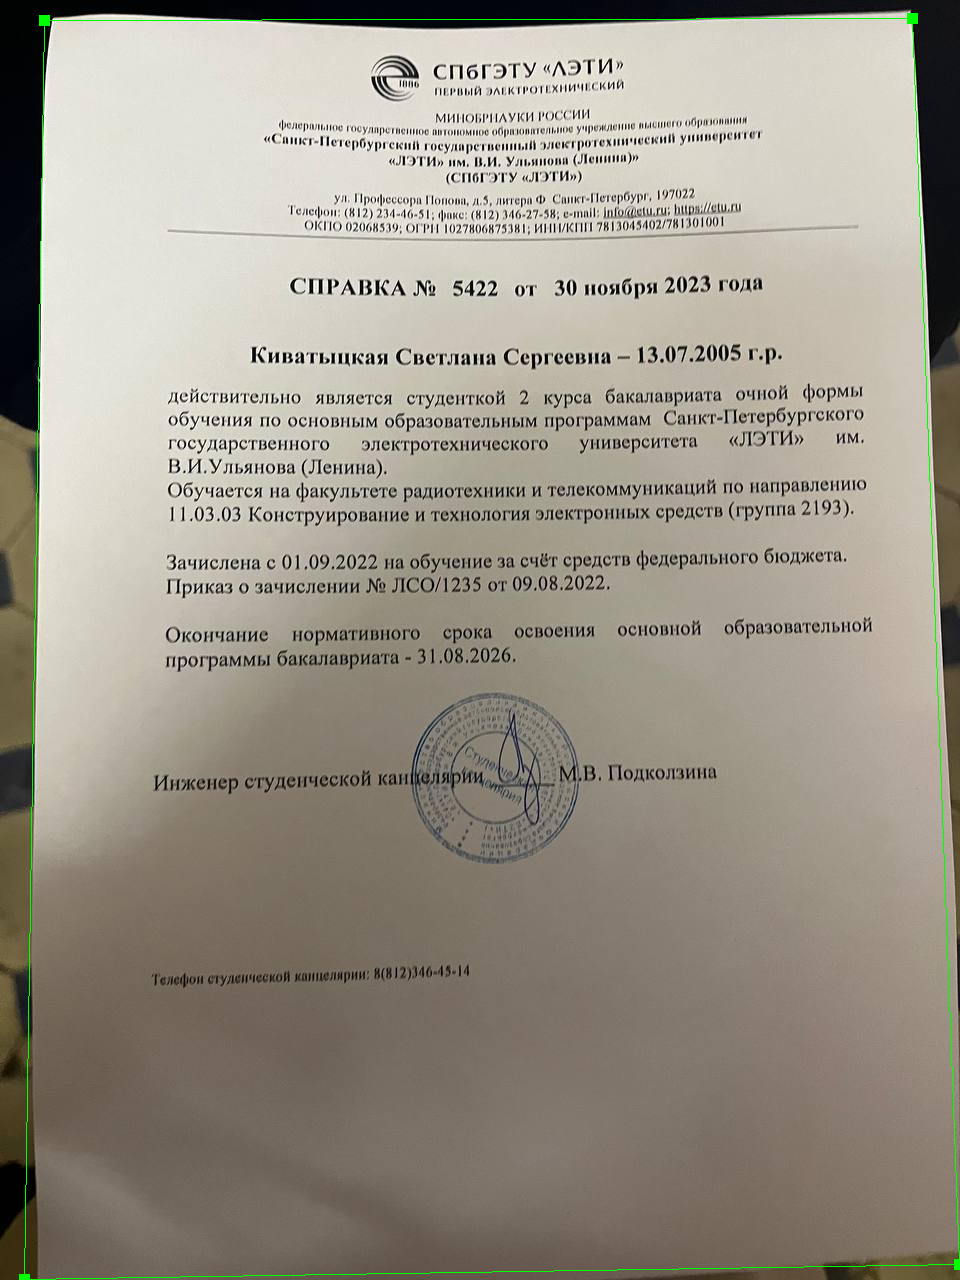 1886
СПбГЭТУ «ЛЭТИ»
ПЕРВЫЙ ЭЛЕКТРОТЕХНИЧЕСКИЙ
МИНОБРНАУКИ РОССИИ
федеральное государственное автономное образовательное учреждение высшего образования
«Санкт-Петербургский государственный электротехнический университет
«ЛЭТИ» им. В.И. Ульянова (Ленина)»
(СПбГЭТУ «ЛЭТИ»)
ул. Профессора Попова, д.5, литера Ф Санкт-Петербург, 197022
Телефон: (812) 234-46-51; факс: (812) 346-27-58; e-mail: info@etu.ru; https://etu.ru
ОКПО 02068539; ОГРН 1027806875381; ИНН/КПП 7813045402/781301001
СПРАВКА № 5422 от 30 ноября 2023 года
Киватыцкая Светлана Сергеевна – 13.07.2005 г.р.
действительно является студенткой 2 курса бакалавриата очной формы
обучения по основным образовательным программам Санкт-Петербургского
государственного электротехнического университета «ЛЭТИ» им.
В.И.Ульянова (Ленина).
Обучается на факультете радиотехники и телекоммуникаций по направлению
11.03.03 Конструирование и технология электронных средств (группа 2193).
Зачислена с 01.09.2022 на обучение за счёт средств федерального бюджета.
Приказ о зачислении № ЛСО/1235 от 09.08.2022.
Окончание нормативного срока освоения основной образовательной
программы бакалавриата - 31.08.2026.
Инженер студенческой канцелярии М.В. Подколзина
Студенческая
канцелярия
Телефон студенческой канцелярии: 8(812)346-45-14